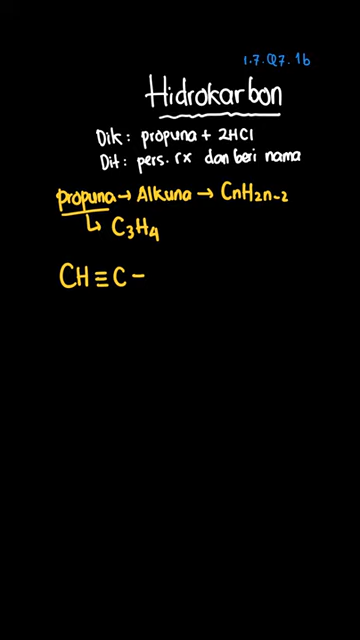 1.7.Q7.1b
Hidrokarbon
Dik: propuna + 2HCl
Dit: pers. rx dan beri nama
propuna → Alkuna → CnH2n-2
↳ C3H4
CH ≡ C -